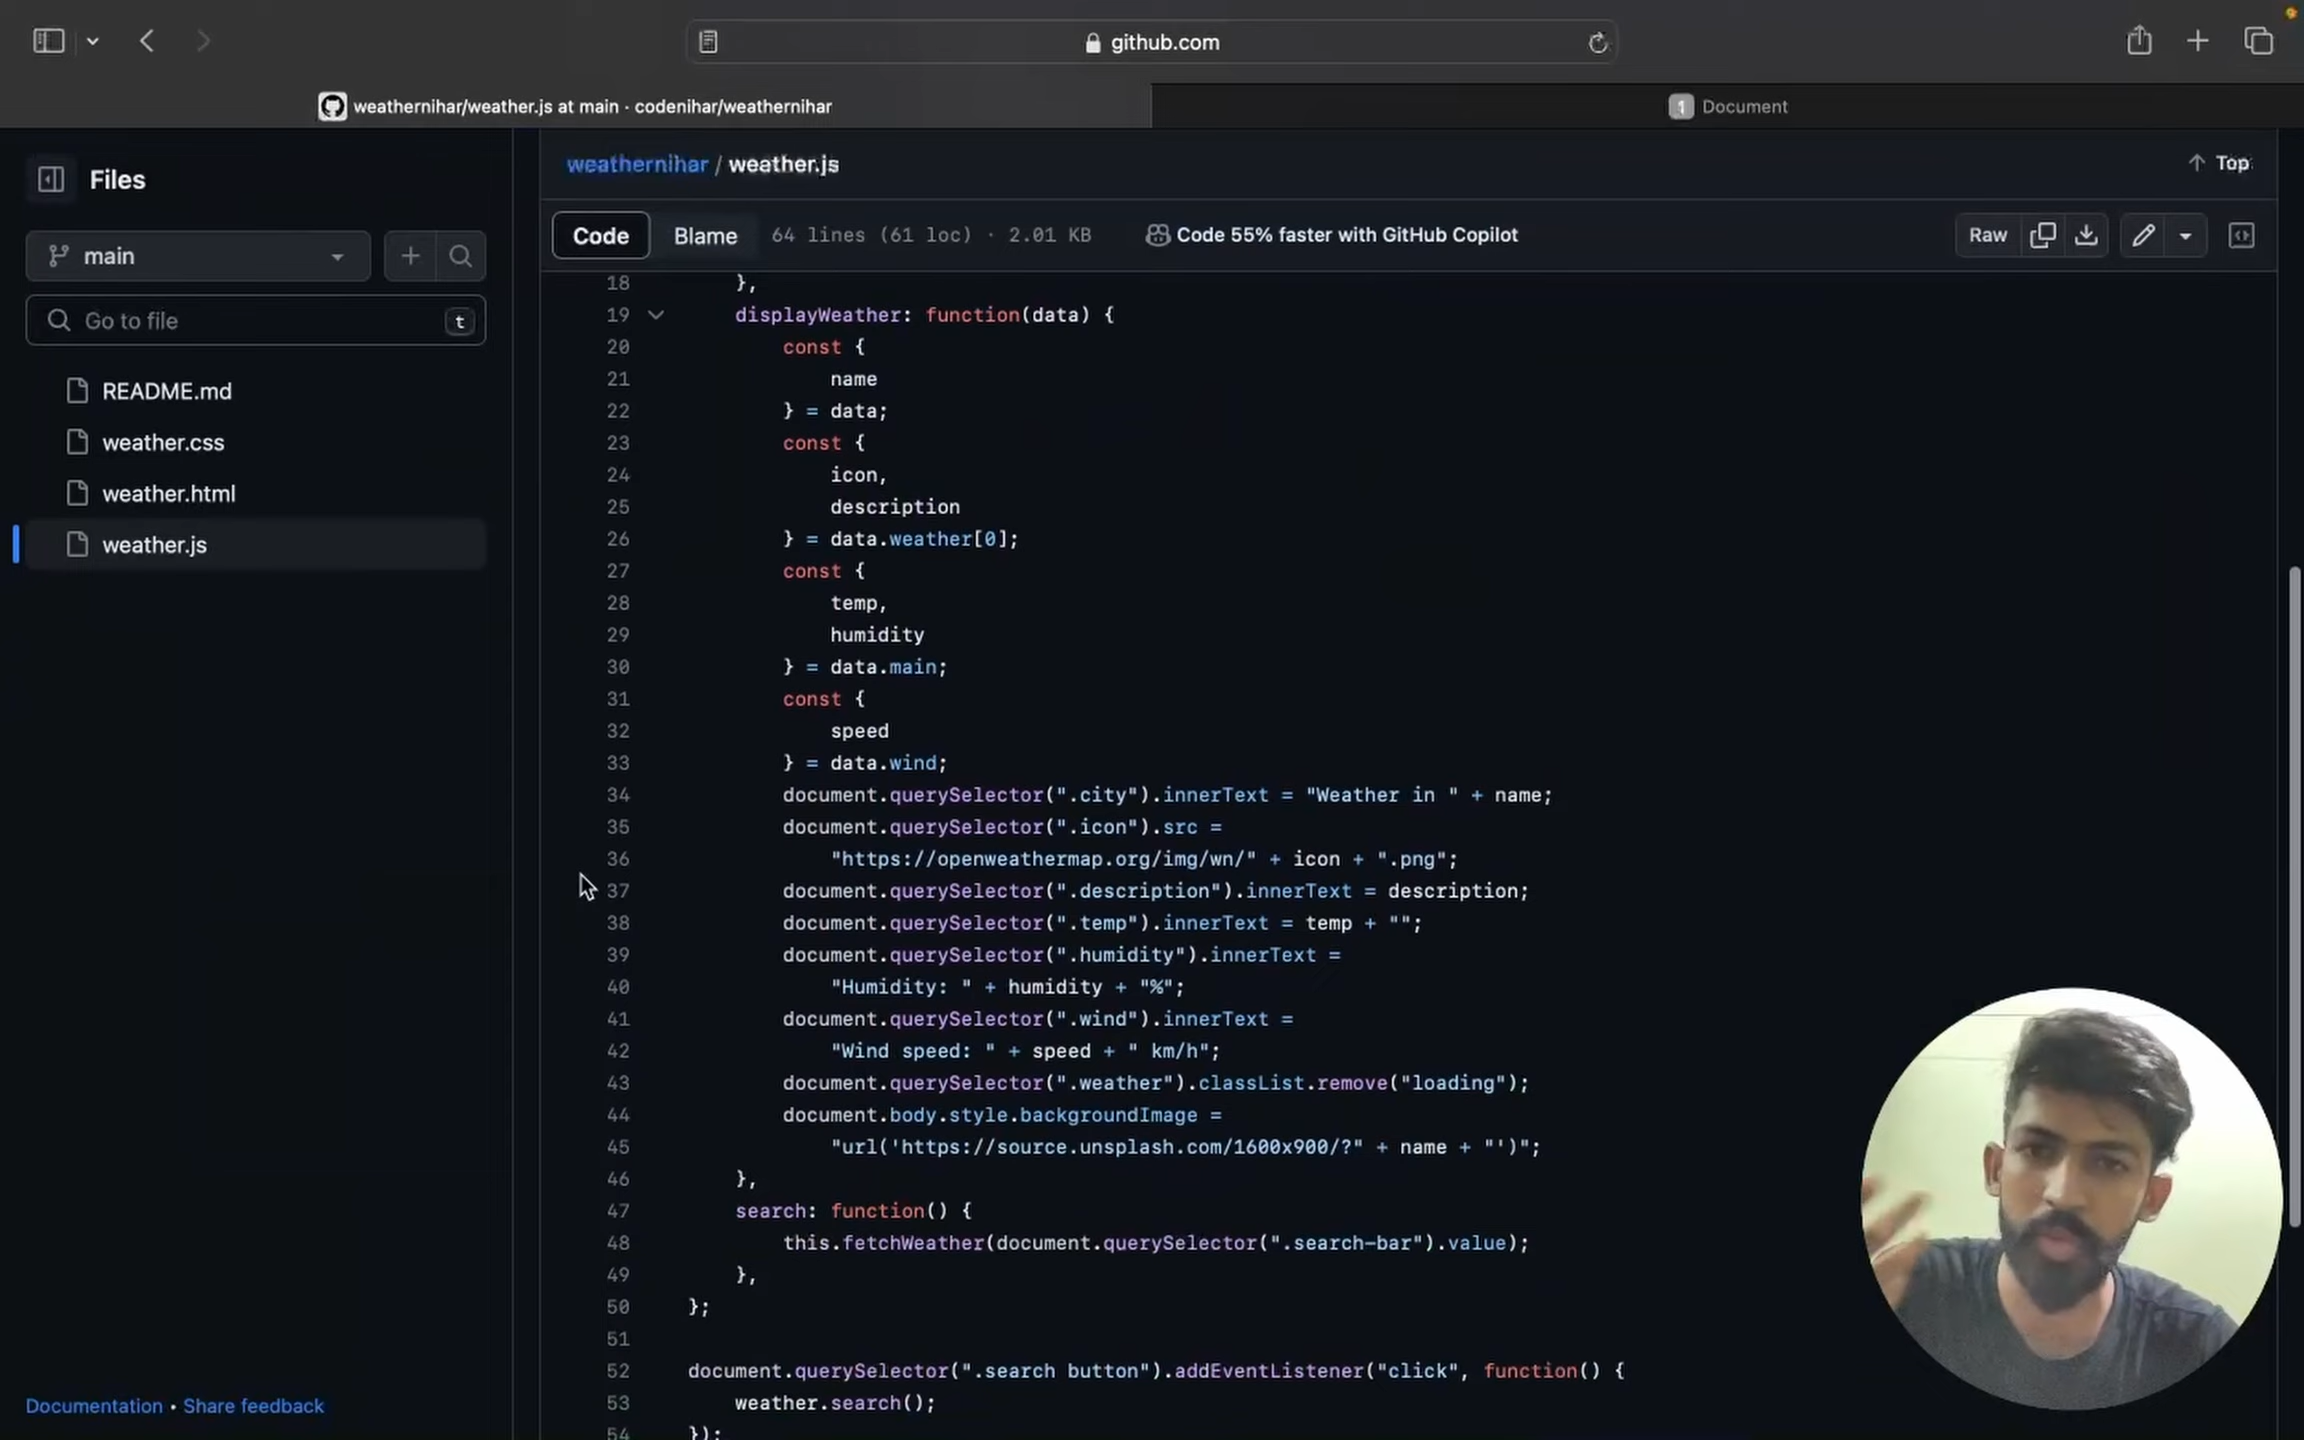 github.com
weathernihar/weather.js at main · codenihar/weathernihar
1 Document
Files
main
Go to file
t
README.md
weather.css
weather.html
weather.js
Documentation • Share feedback
weathernihar / weather.js
↑ Top
Code Blame 64 lines (61 loc) · 2.01 KB Code 55% faster with GitHub Copilot
Raw
18 },
19 displayWeather: function(data) {
20 const {
21 name
22 } = data;
23 const {
24 icon,
25 description
26 } = data.weather[0];
27 const {
28 temp,
29 humidity
30 } = data.main;
31 const {
32 speed
33 } = data.wind;
34 document.querySelector(".city").innerText = "Weather in " + name;
35 document.querySelector(".icon").src =
36 "https://openweathermap.org/img/wn/" + icon + ".png";
37 document.querySelector(".description").innerText = description;
38 document.querySelector(".temp").innerText = temp + "";
39 document.querySelector(".humidity").innerText =
40 "Humidity: " + humidity + "%";
41 document.querySelector(".wind").innerText =
42 "Wind speed: " + speed + " km/h";
43 document.querySelector(".weather").classList.remove("loading");
44 document.body.style.backgroundImage =
45 "url('https://source.unsplash.com/1600x900/?" + name + "')";
46 },
47 search: function() {
48 this.fetchWeather(document.querySelector(".search-bar").value);
49 },
50 };
51
52 document.querySelector(".search button").addEventListener("click", function() {
53 weather.search();
54 });